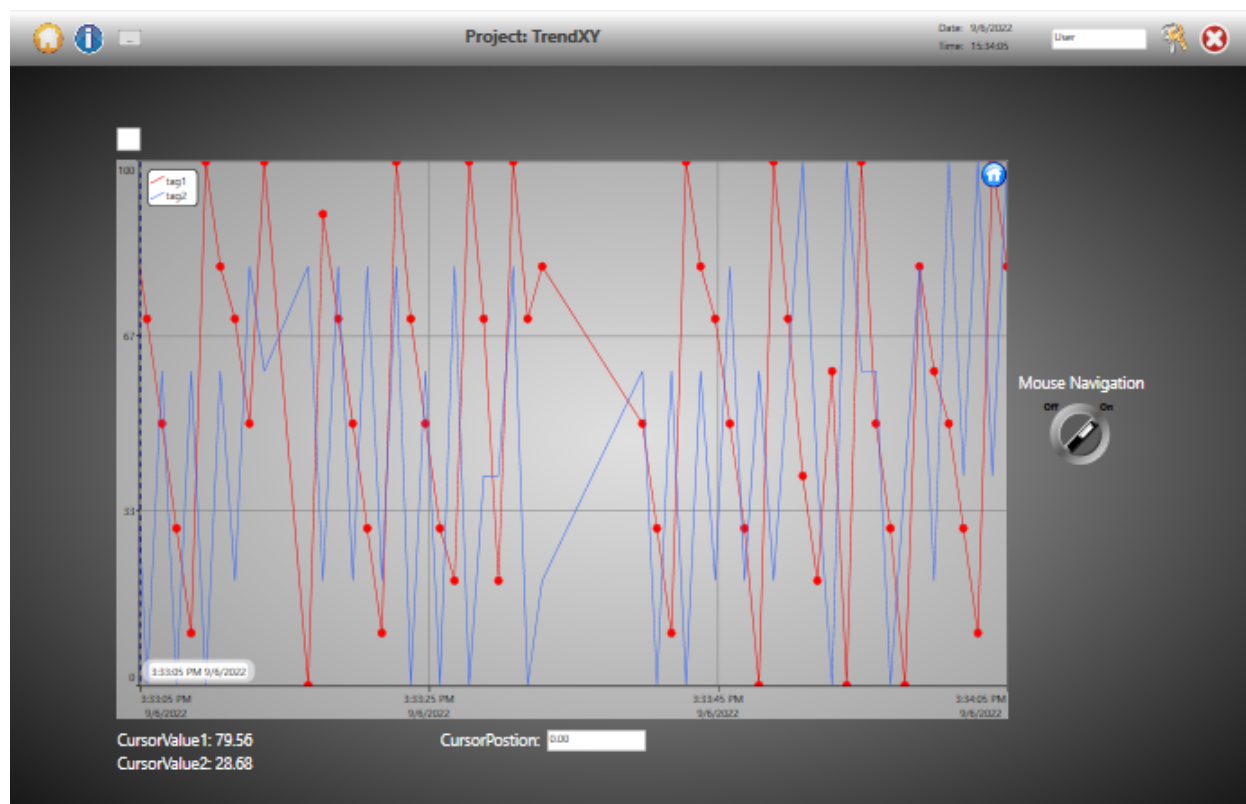 Project: TrendXY
Date: 9/6/2022
Time: 15:34:05
User
100
tag1
tag2
67
33
0
3:33:05 PM 9/6/2022
3:33:05 PM
9/6/2022
3:33:25 PM
9/6/2022
3:33:45 PM
9/6/2022
3:34:05 PM
9/6/2022
Mouse Navigation
Off
On
CursorValue1: 79.56
CursorPostion: 0.00
CursorValue2: 28.68